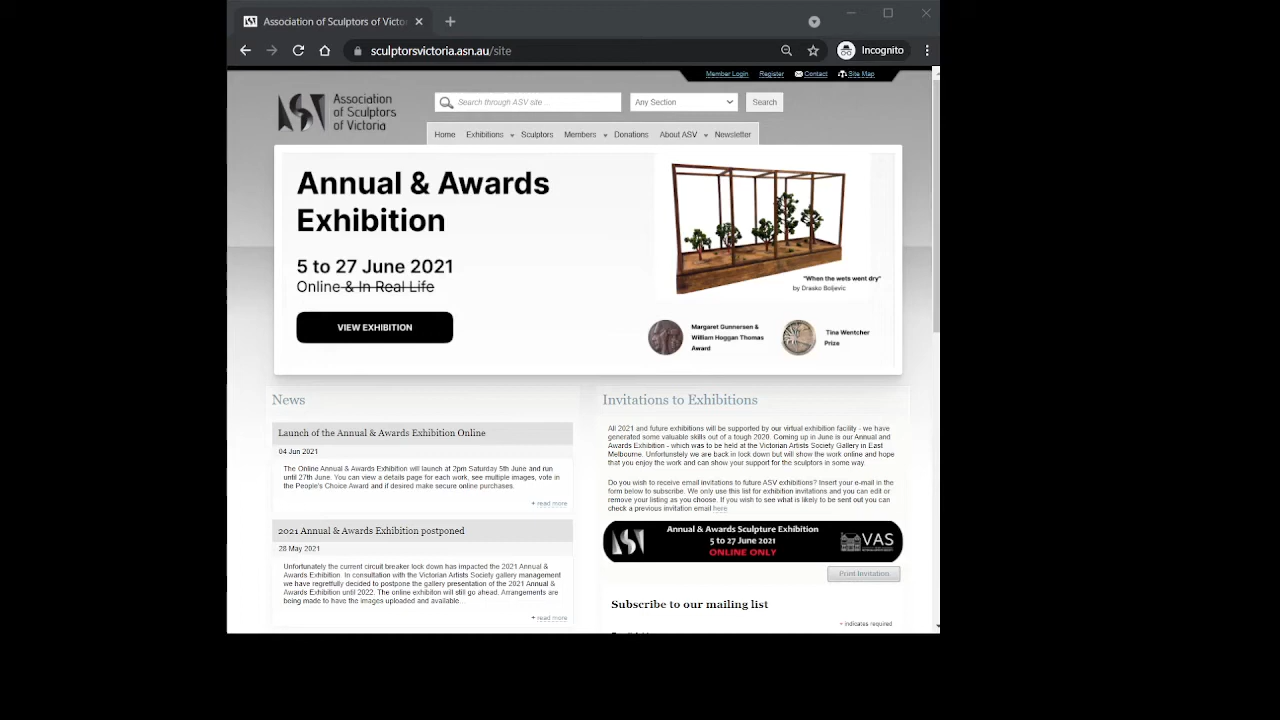 Association of Sculptors of Victor
sculptorsvictoria.asn.au/site
Incognito
Member Login Register Contact Site Map
Association
of Sculptors
of Victoria
Search through ASV site ...
Any Section
Search
Home Exhibitions Sculptors Members Donations About ASV Newsletter
Annual & Awards
Exhibition
5 to 27 June 2021
Online & In Real Life
VIEW EXHIBITION
"When the wets went dry"
by Drasko Boljevic
Margaret Gunnersen &
William Hoggan Thomas
Award
Tina Wentcher
Prize
News
Launch of the Annual & Awards Exhibition Online
04 Jun 2021
The Online Annual & Awards Exhibition will launch at 2pm Saturday 5th June and run
until 27th June. You can view a details page for each work, see multiple images, vote in
the People's Choice Award and if desired make secure online purchases.
+ read more
2021 Annual & Awards Exhibition postponed
28 May 2021
Unfortunately the current circuit breaker lock down has impacted the 2021 Annual &
Awards Exhibition. In consultation with the Victorian Artists Society gallery management
we have regretfully decided to postpone the gallery presentation of the 2021 Annual &
Awards Exhibition until 2022. The online exhibiton will still go ahead. Arrangements are
being made to have the images uploaded and available...
+ read more
Invitations to Exhibitions
All 2021 and future exhibitions will be supported by our virtual exhibition facility - we have
generated some valuable skills out of a tough 2020. Coming up in June is our Annual and
Awards Exhibition - which was to be held at the Victorian Artists Society Gallery in East
Melbourne. Unfortunstely we are back in lock down but will show the work online and hope
that you enjoy the work and can show your support for the sculptors in some way.
Do you wish to receive email invitations to future ASV exhibitions? Insert your e-mail in the
form below to subscribe. We only use this list for exhibition invitations and you can edit or
remove your listing as you choose. If you wish to see what is likely to be sent out you can
check a previous invitation email here
Annual & Awards Sculpture Exhibition
5 to 27 June 2021
ONLINE ONLY
VAS
Print Invitation
Subscribe to our mailing list
* indicates required